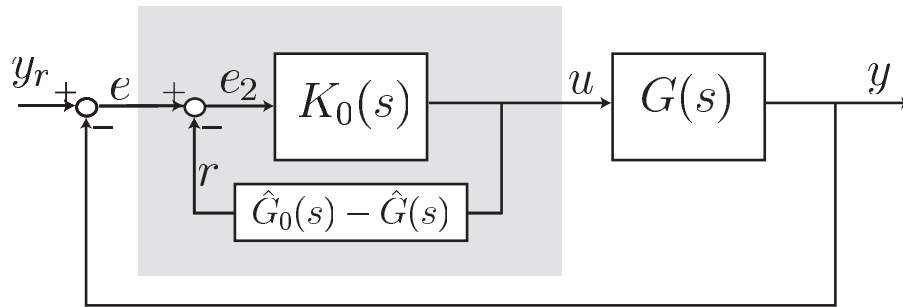 y_r + e + e_2 K_0(s) u G(s) y
− −
r Ĝ_0(s) − Ĝ(s)